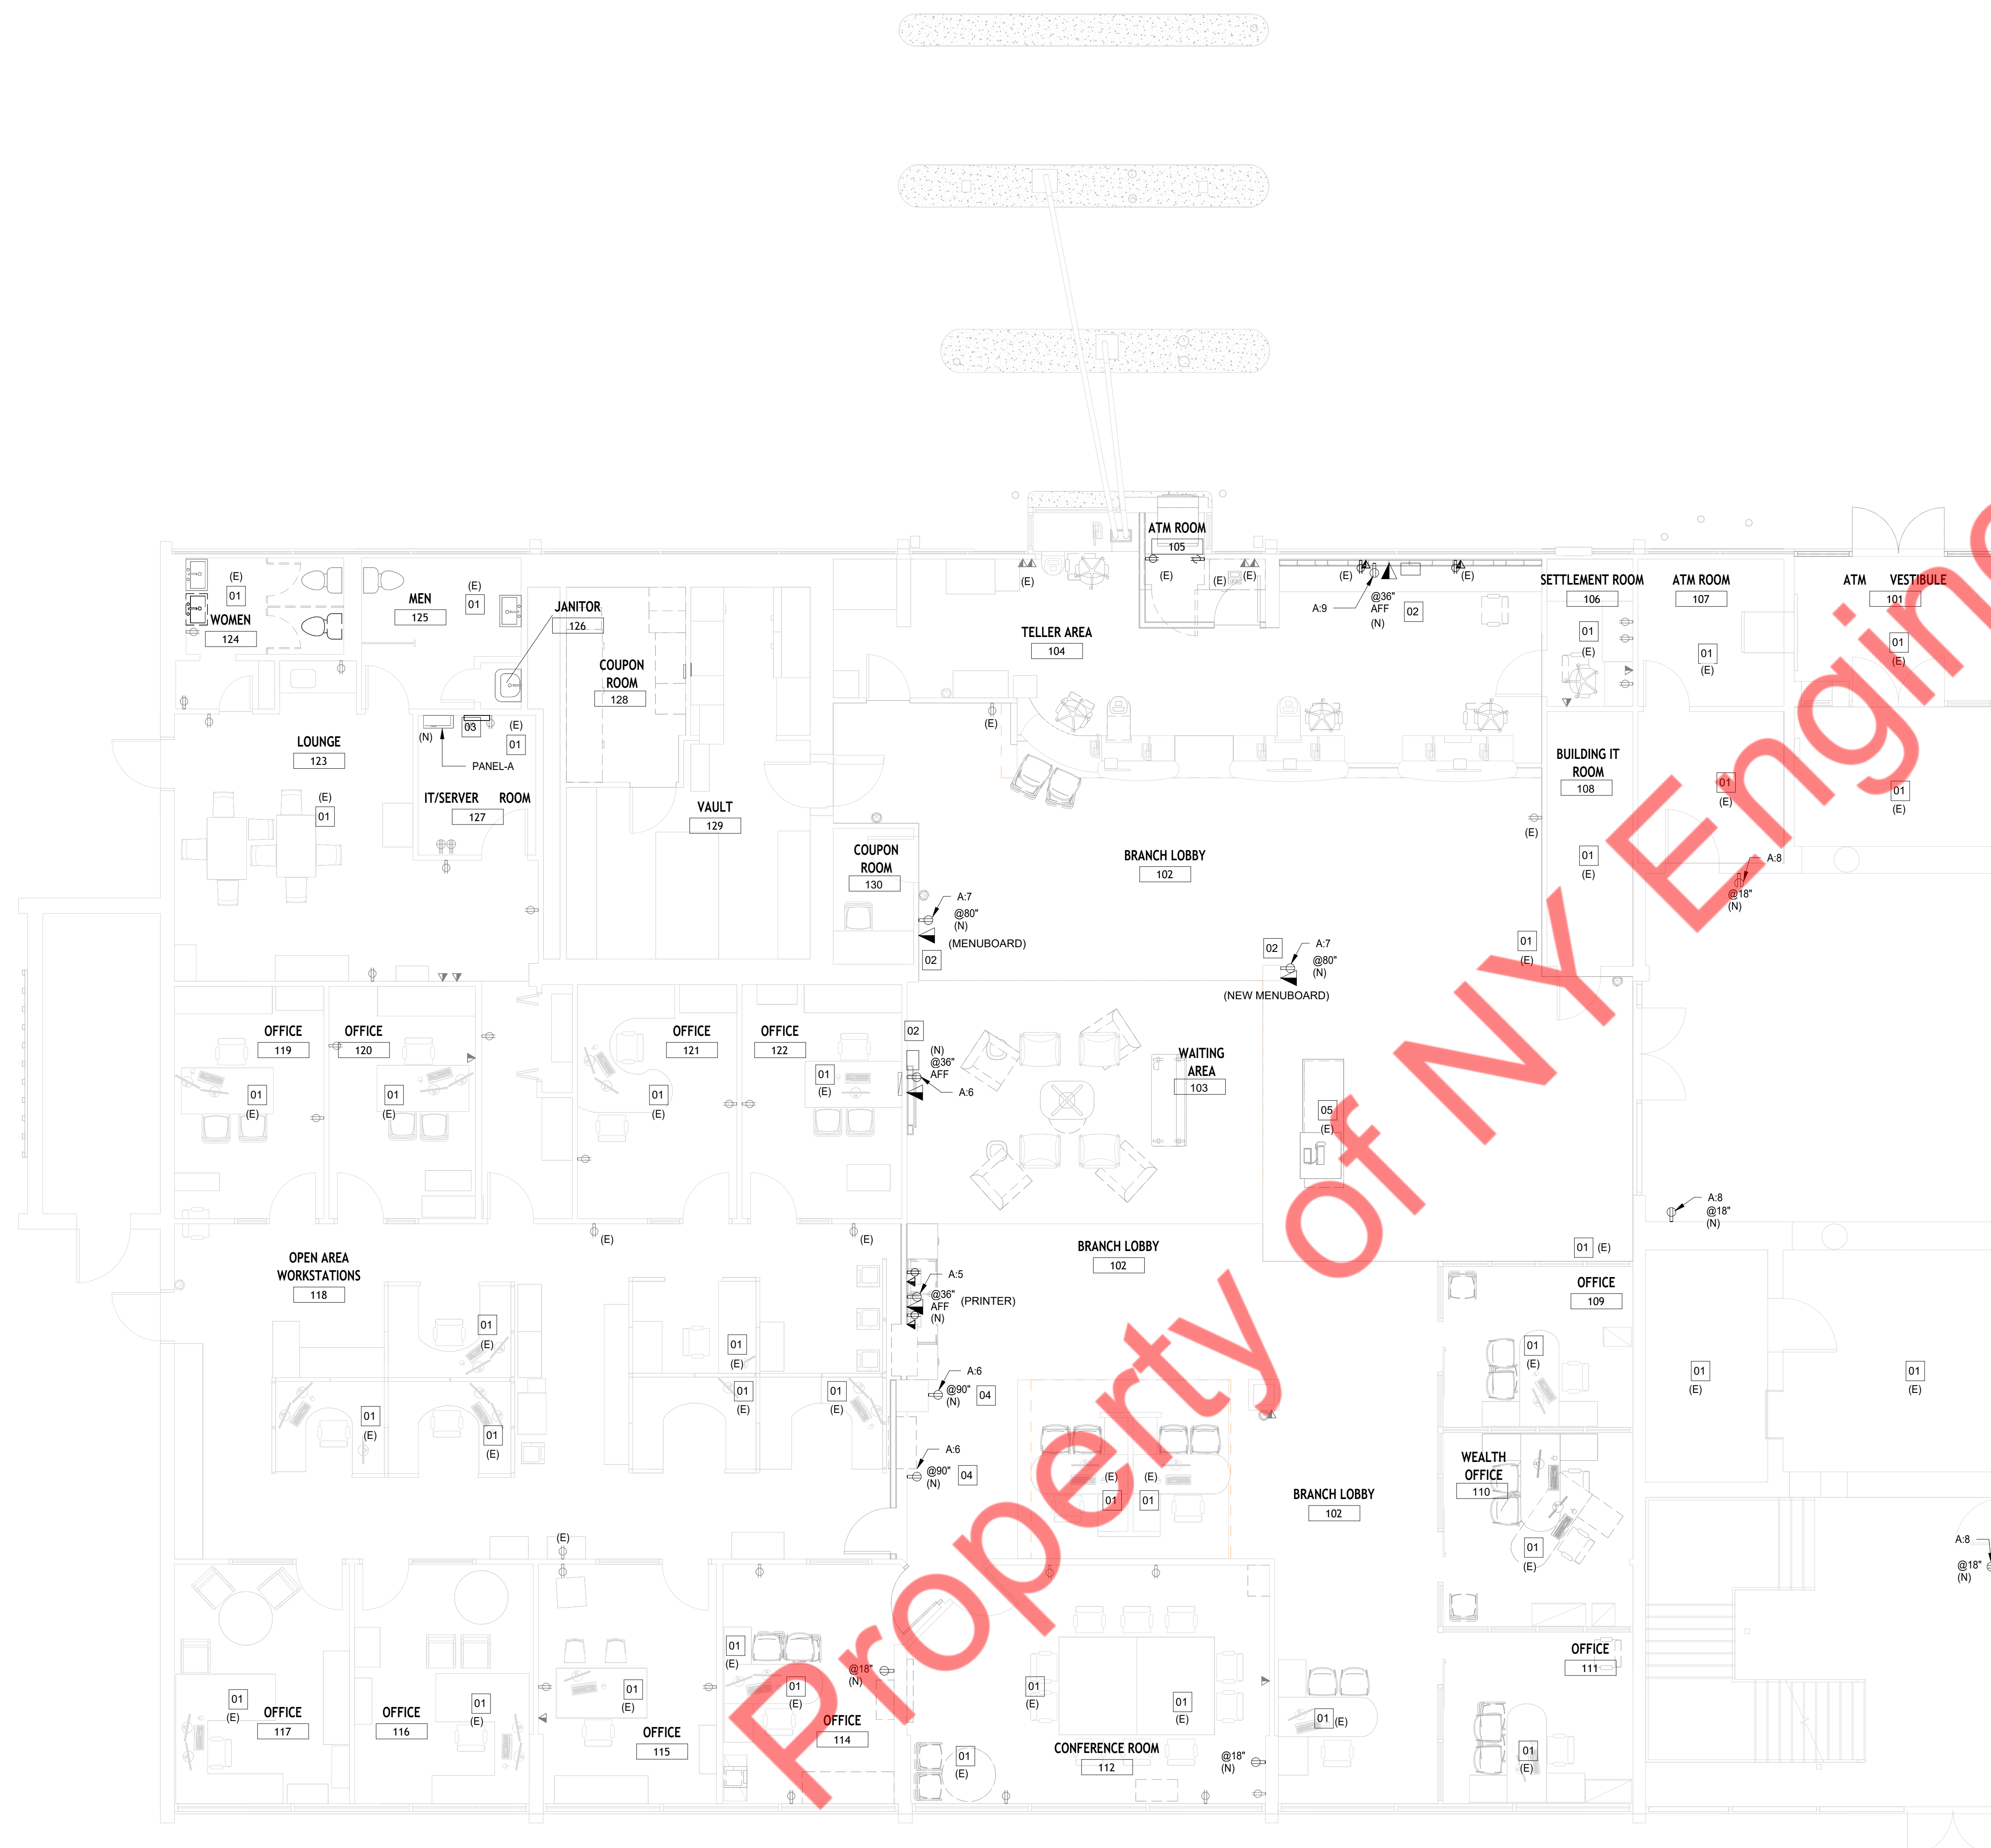 ATM ROOM
105
(E)
(E)
(E)
(E)
(E)
(E)
A:9
@36"
AFF
(N)
02
TELLER AREA
104
(E)
SETTLEMENT ROOM
106
01
(E)
ATM ROOM
107
01
(E)
ATM VESTIBULE
101
01
(E)
(E)
01
WOMEN
124
MEN
125
(E)
01
JANITOR
126
COUPON
ROOM
128
LOUNGE
123
(E)
01
(N)
03
(E)
01
PANEL-A
IT/SERVER ROOM
127
VAULT
129
COUPON
ROOM
130
BRANCH LOBBY
102
(E)
BUILDING IT
ROOM
108
01
(E)
01
(E)
01
(E)
A:8
@18"
(N)
A:7
@80"
(N)
(MENUBOARD)
02
02
A:7
@80"
(N)
(NEW MENUBOARD)
01
(E)
OFFICE
119
01
(E)
OFFICE
120
01
(E)
OFFICE
121
01
(E)
OFFICE
122
01
(E)
02
(N)
@36"
AFF
A:6
WAITING
AREA
103
05
(E)
A:8
@18"
(N)
(E)
(E)
OPEN AREA
WORKSTATIONS
118
BRANCH LOBBY
102
01 (E)
A:5
@36"
AFF
(N)
(PRINTER)
OFFICE
109
01
(E)
01
(E)
01
(E)
01
(E)
01
(E)
01
(E)
01
(E)
01
(E)
A:6
@90"
(N)
04
A:6
@90"
(N)
04
01
(E)
01
(E)
(E)
01
(E)
01
BRANCH LOBBY
102
WEALTH
OFFICE
110
01
(E)
A:8
@18"
(N)
(E)
OFFICE
117
01
(E)
OFFICE
116
01
(E)
OFFICE
115
01
(E)
01
(E)
01
(E)
OFFICE
114
@18"
(N)
01
(E)
01
(E)
01
(E)
CONFERENCE ROOM
112
@18"
(N)
01 (E)
OFFICE
111
01
(E)
Property of NY Engine